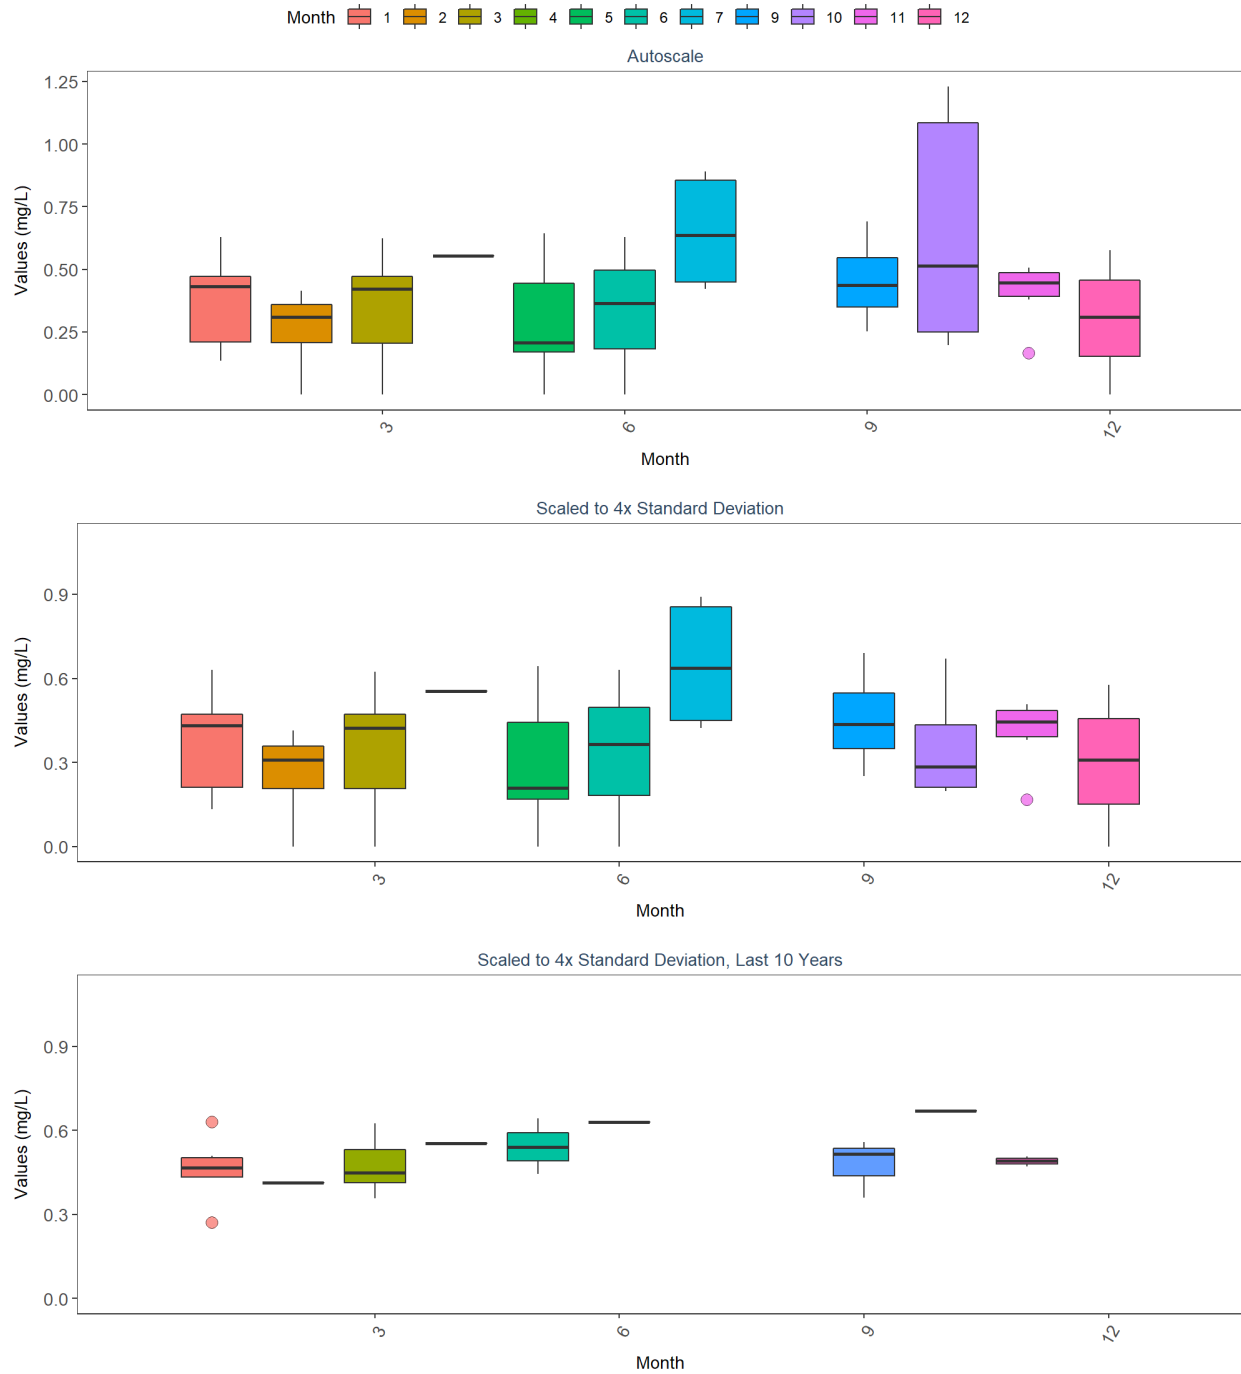 Month 1 2 3 4 5 6 7 9 10 11 12
Autoscale
Values (mg/L)
1.25
1.00
0.75
0.50
0.25
0.00
3 6 9 12
Month
Scaled to 4x Standard Deviation
Values (mg/L)
0.9
0.6
0.3
0.0
3 6 9 12
Month
Scaled to 4x Standard Deviation, Last 10 Years
Values (mg/L)
0.9
0.6
0.3
0.0
3 6 9 12
Month